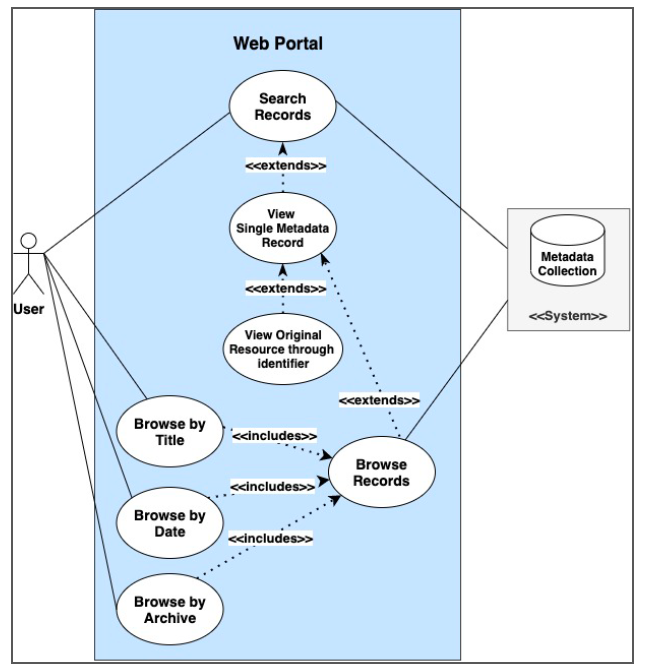 Web Portal
Search
Records
<<extends>>
View
Single Metadata
Record
<<extends>>
View Original
Resource through
identifier
Metadata
Collection
<<System>>
User
<<extends>>
Browse by
Title
<<includes>>
Browse
Records
<<includes>>
Browse by
Date
<<includes>>
Browse by
Archive